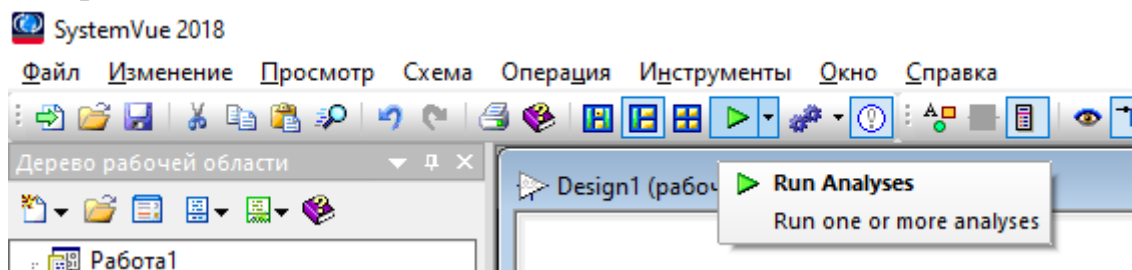 SystemVue 2018
Файл Изменение Просмотр Схема Операция Инструменты Окно Справка
Дерево рабочей области
Design1 (рабоч
Run Analyses
Run one or more analyses
Работа1